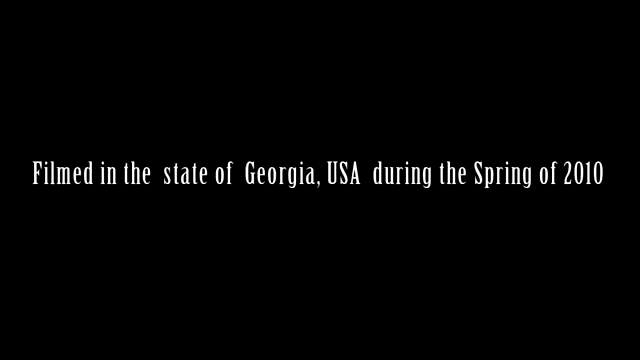 Filmed in the state of Georgia, USA during the Spring of 2010